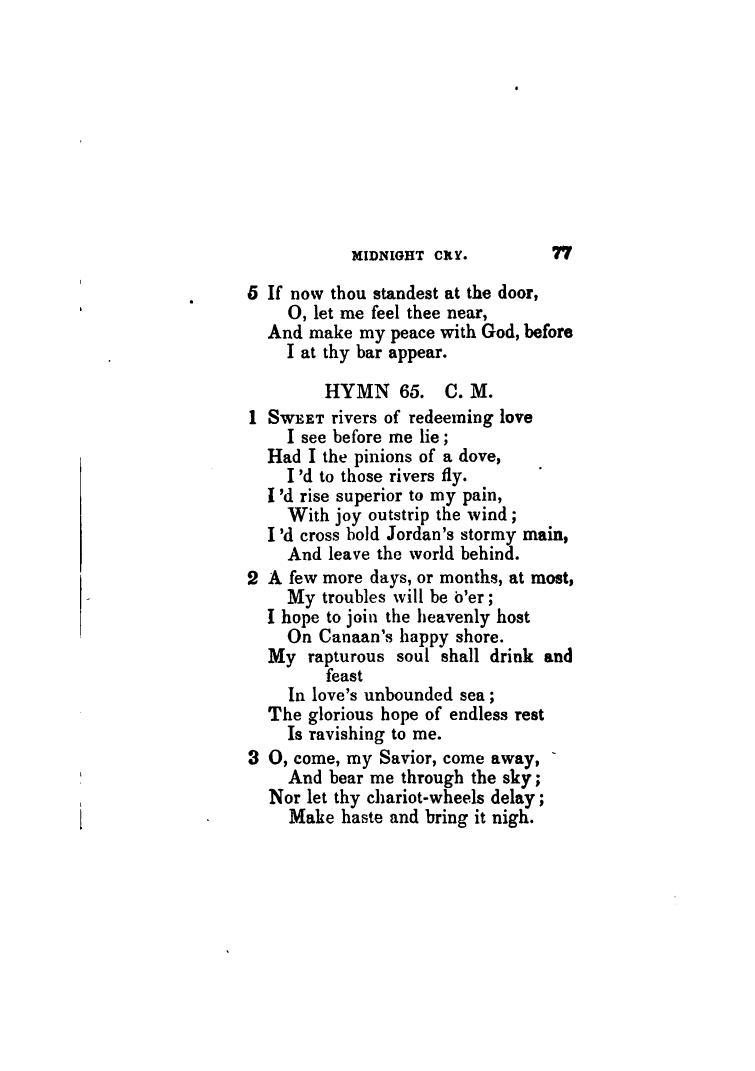 MIDNIGHT CRY. 77
5 If now thou standest at the door,
O, let me feel thee near,
And make my peace with God, before
I at thy bar appear.
HYMN 65. C. M.
1 SWEET rivers of redeeming love
I see before me lie;
Had I the pinions of a dove,
I'd to those rivers fly.
I'd rise superior to my pain,
With joy outstrip the wind;
I'd cross bold Jordan's stormy main,
And leave the world behind.
2 A few more days, or months, at most,
My troubles will be o'er;
I hope to join the heavenly host
On Canaan's happy shore.
My rapturous soul shall drink and
feast
In love's unbounded sea;
The glorious hope of endless rest
Is ravishing to me.
3 O, come, my Savior, come away,
And bear me through the sky;
Nor let thy chariot-wheels delay;
Make haste and bring it nigh.